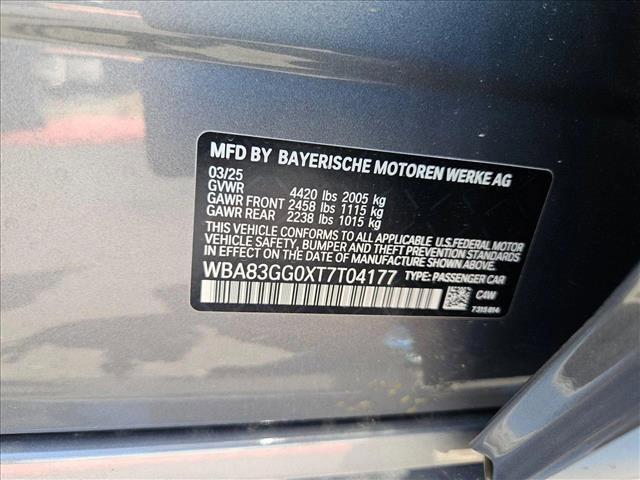 MFD BY BAYERISCHE MOTOREN WERKE AG
03/25
GVWR 4420 lbs 2005 kg
GAWR FRONT 2458 lbs 1115 kg
GAWR REAR 2238 lbs 1015 kg
THIS VEHICLE CONFORMS TO ALL APPLICABLE U.S.FEDERAL MOTOR
VEHICLE SAFETY, BUMPER AND THEFT PREVENTION STANDARDS
IN EFFECT ON THE DATE OF MANUFACTURE SHOWN ABOVE.
WBA83GG0XT7T04177 TYPE: PASSENGER CAR
C4W
7315814